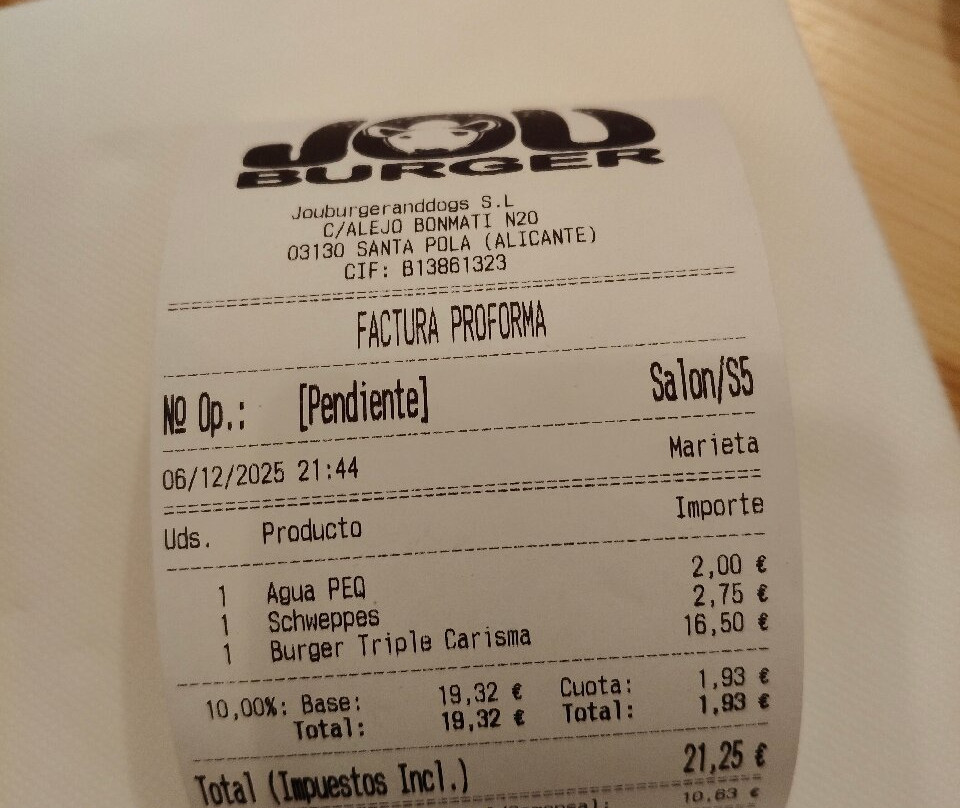 JOU
BURGER
Jouburgeranddogs S.L
C/ALEJO BONMATI N20
03130 SANTA POLA (ALICANTE)
CIF: B13861323
FACTURA PROFORMA
Nº Op.: [Pendiente] Salon/S5
06/12/2025 21:44 Marieta
Uds. Producto Importe
1 Agua PEQ 2,00 €
1 Schweppes 2,75 €
1 Burger Triple Carisma 16,50 €
10,00%: Base: 19,32 € Cuota: 1,93 €
Total: 19,32 € Total: 1,93 €
Total (Impuestos Incl.) 21,25 €
10,63 €